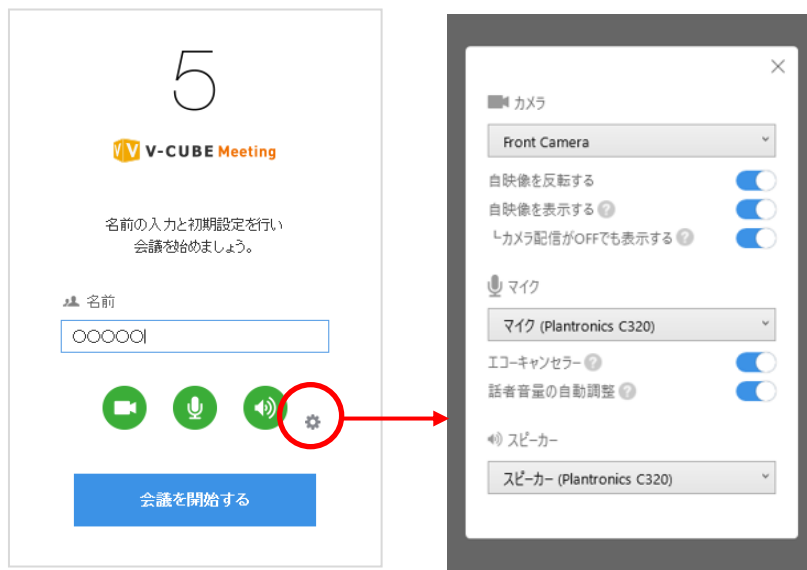 5
V-CUBE Meeting
名前の入力と初期設定を行い
会議を始めましょう。
名前
○○○○○
会議を開始する
カメラ
Front Camera
自映像を反転する
自映像を表示する ?
└カメラ配信がOFFでも表示する ?
マイク
マイク (Plantronics C320)
エコーキャンセラー ?
話者音量の自動調整 ?
スピーカー
スピーカー (Plantronics C320)